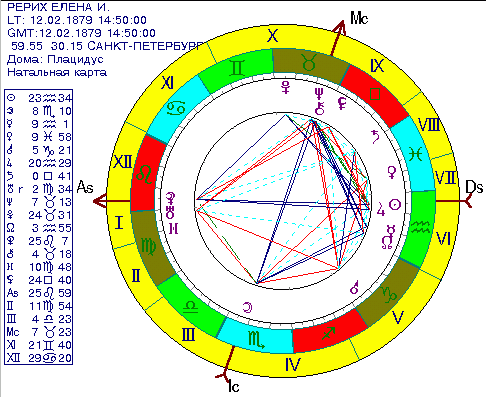 РЕРИХ ЕЛЕНА И.
LT: 12.02.1879 14:50:00
GMT:12.02.1879 14:50:00
59.55 30.15 САНКТ-ПЕТЕРБУРГ
Дома: Плацидус
Натальная карта
☉ 23♒34
8♏10
☿ 9♒1
♀ 9♓58
♂ 5♑21
♃ 20♒29
♄ 0 □ 41
♅ r 2♍34
♆ 7♉13
♇ 24♉31
☊ 3♒55
25♌7
⚷ 4♉18
10♍48
24 □ 40
As 25♌59
II 11♍54
III 4♎23
Mc 7♉23
XI 21♊40
XII 29♋20
Mc
X
IX
VIII
VII
Ds
VI
V
IV
Ic
III
II
I
As
XII
XI